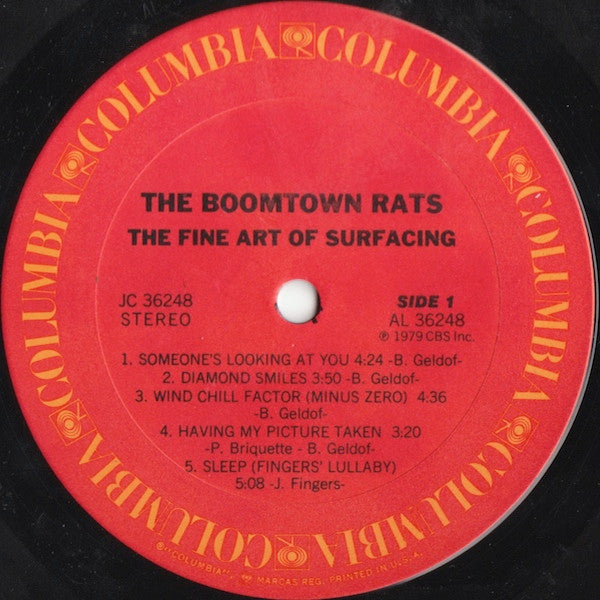 COLUMBIA COLUMBIA COLUMBIA COLUMBIA COLUMBIA COLUMBIA
THE BOOMTOWN RATS
THE FINE ART OF SURFACING
JC 36248 SIDE 1
STEREO AL 36248
℗ 1979 CBS Inc.
1. SOMEONE'S LOOKING AT YOU 4:24 -B. Geldof-
2. DIAMOND SMILES 3:50 -B. Geldof-
3. WIND CHILL FACTOR (MINUS ZERO) 4:36
-B. Geldof-
4. HAVING MY PICTURE TAKEN 3:20
-P. Briquette - B. Geldof-
5. SLEEP (FINGERS' LULLABY)
5:08 -J. Fingers-
"COLUMBIA", MARCAS REG. PRINTED IN U.S.A.